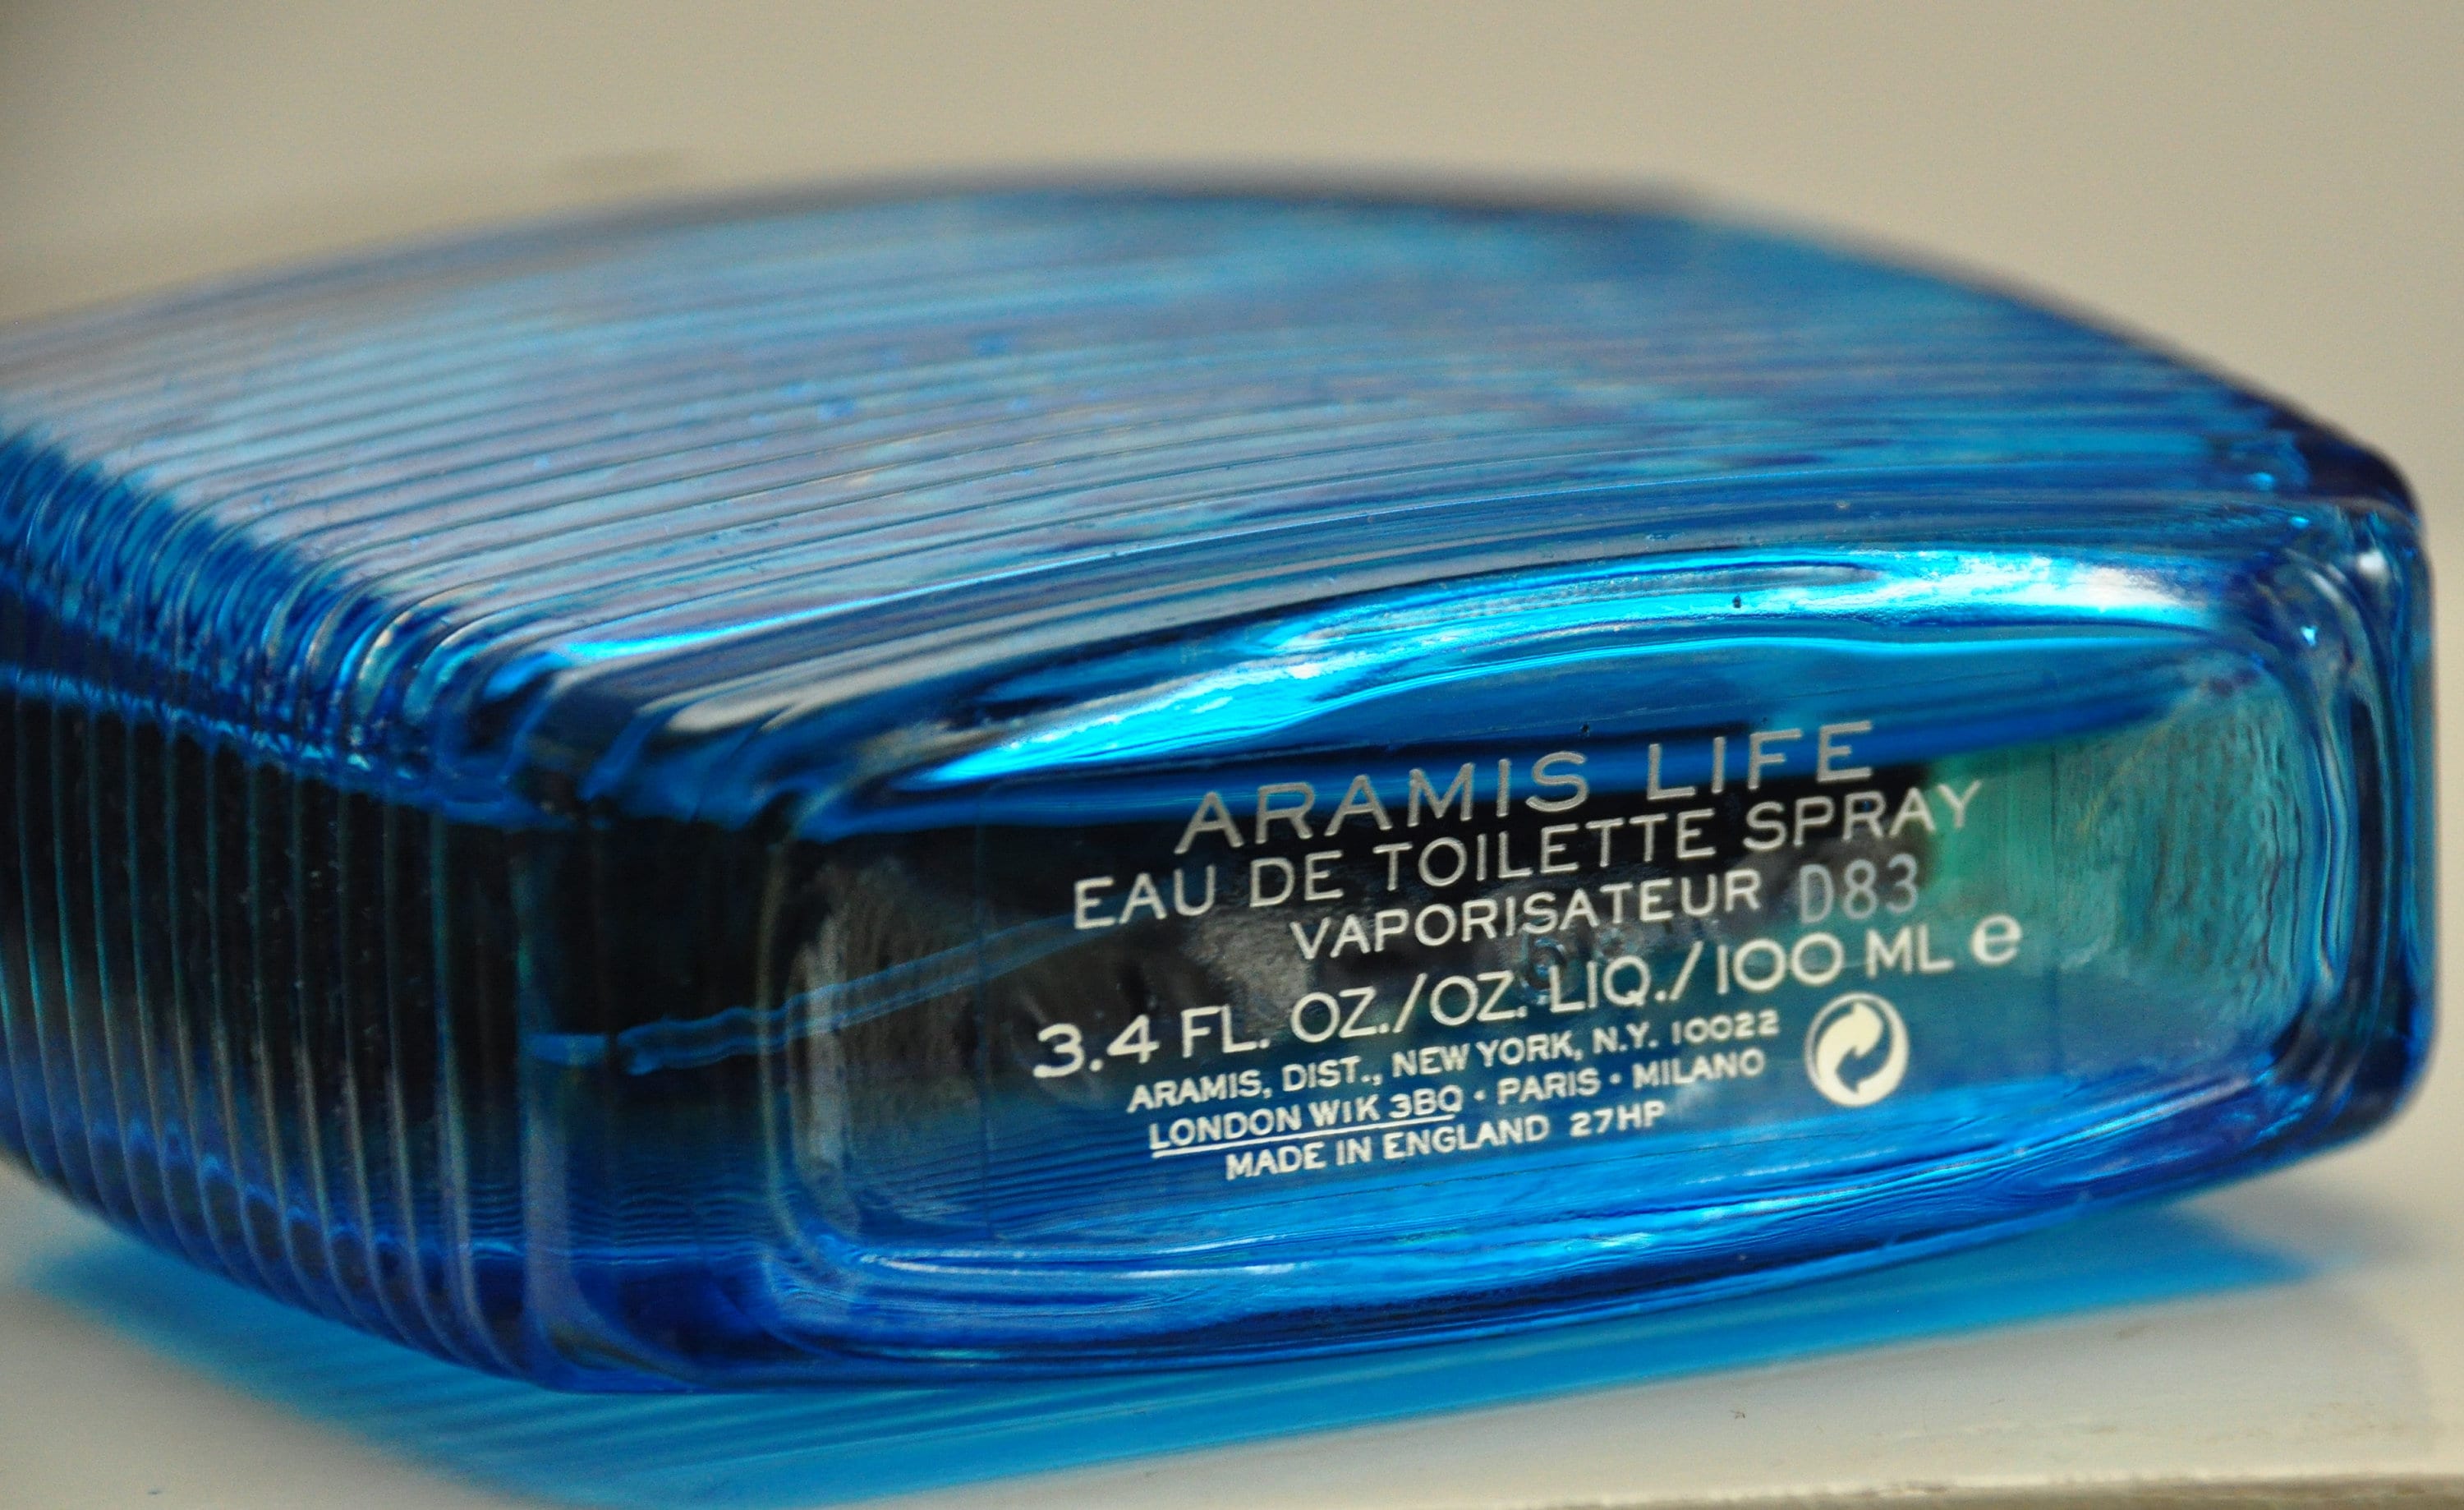 ARAMIS LIFE
EAU DE TOILETTE SPRAY
VAPORISATEUR D83
3.4 FL. OZ./OZ. LIQ./100 ML e
ARAMIS, DIST., NEW YORK, N.Y. 10022
LONDON W1K 3BQ • PARIS • MILANO
MADE IN ENGLAND 27HP